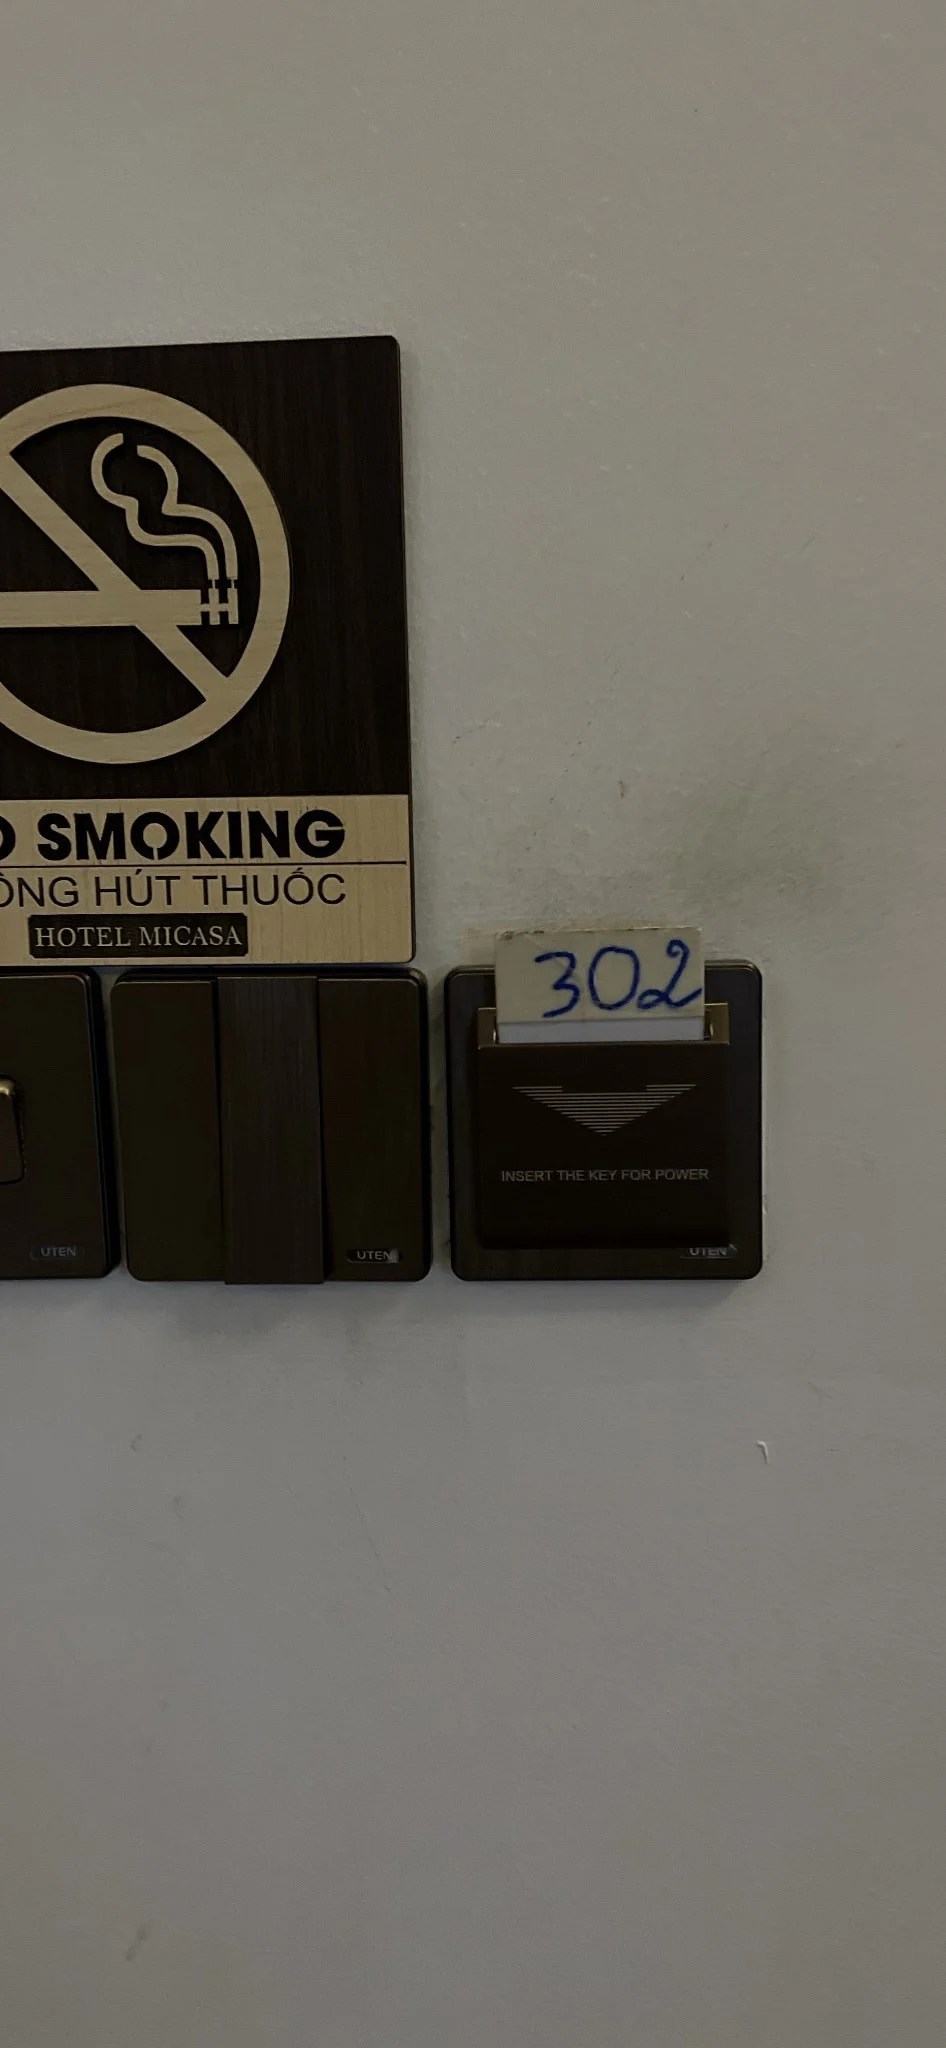 O SMOKING
ÔNG HÚT THUỐC
HOTEL MICASA
302
INSERT THE KEY FOR POWER
UTEN
UTEN
UTEN